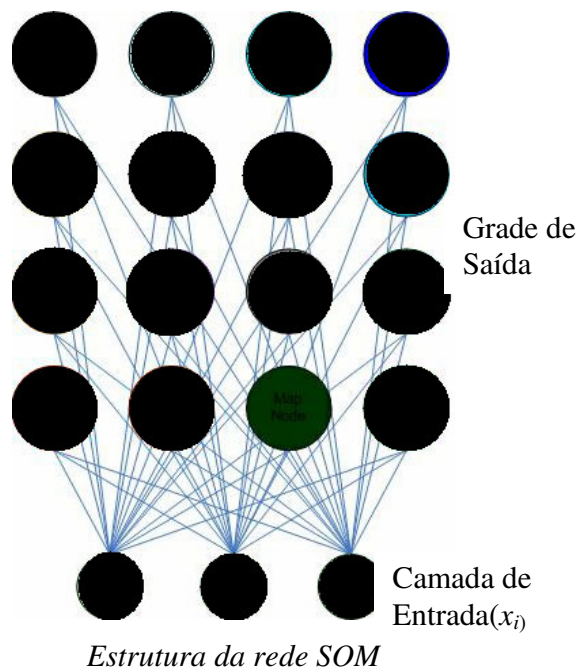 Grade de
Saída
Map
Node
Camada de
Entrada(xᵢ)
Estrutura da rede SOM